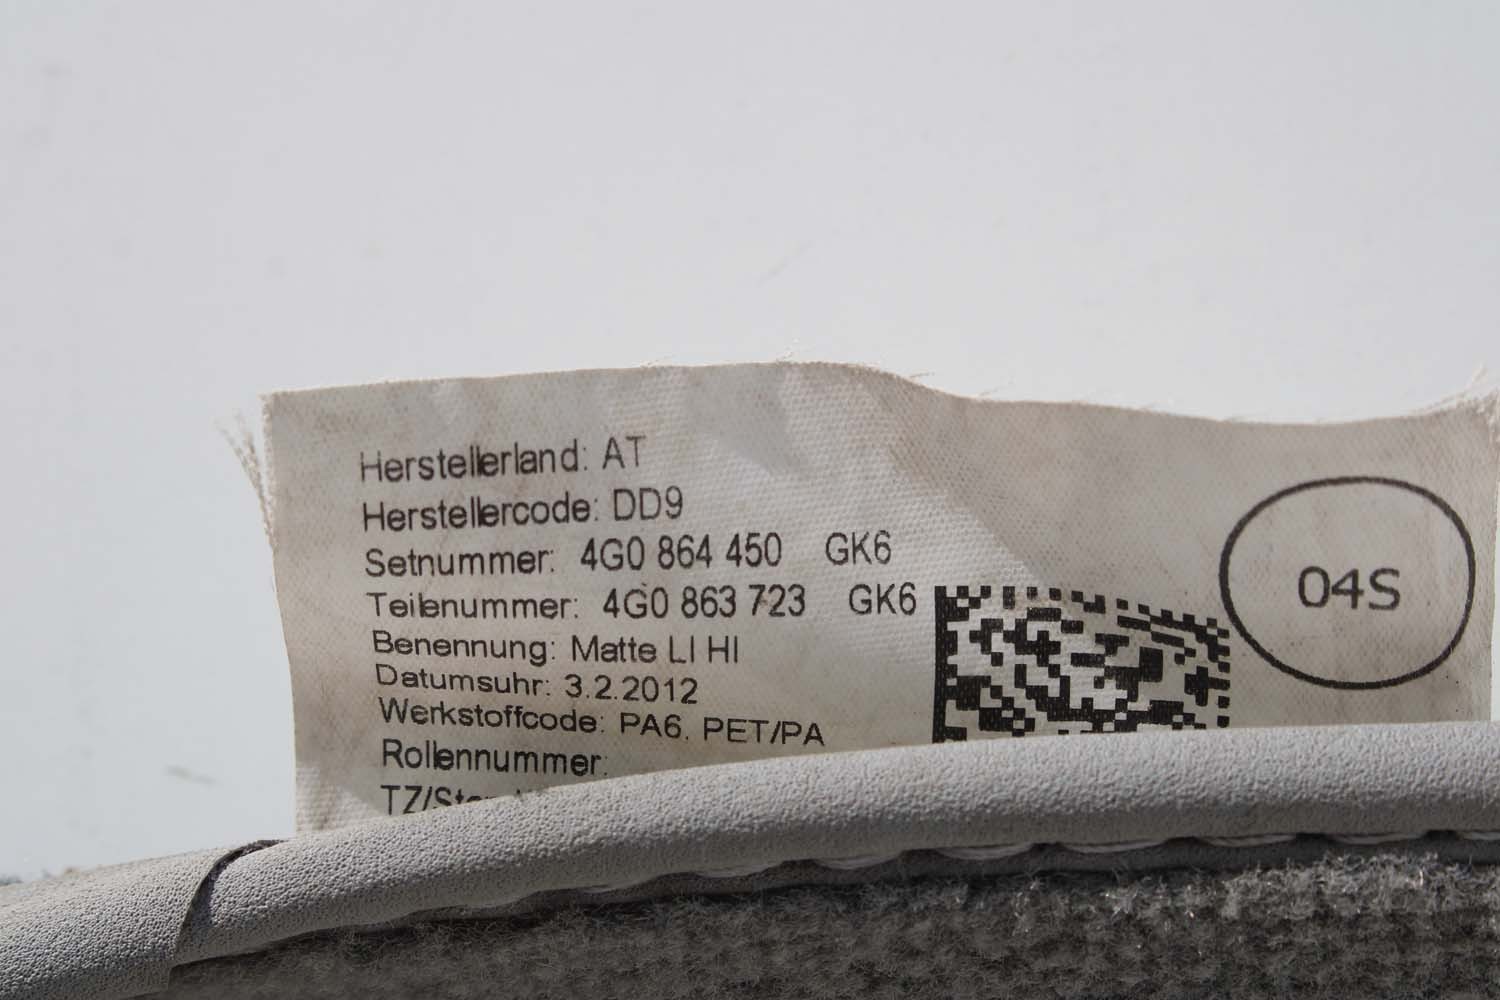 Herstellerland: AT
Herstellercode: DD9
Setnummer: 4G0 864 450 GK6
Teilenummer: 4G0 863 723 GK6
Benennung: Matte LI HI
Datumsuhr: 3.2.2012
Werkstoffcode: PA6. PET/PA
Rollennummer:
04S